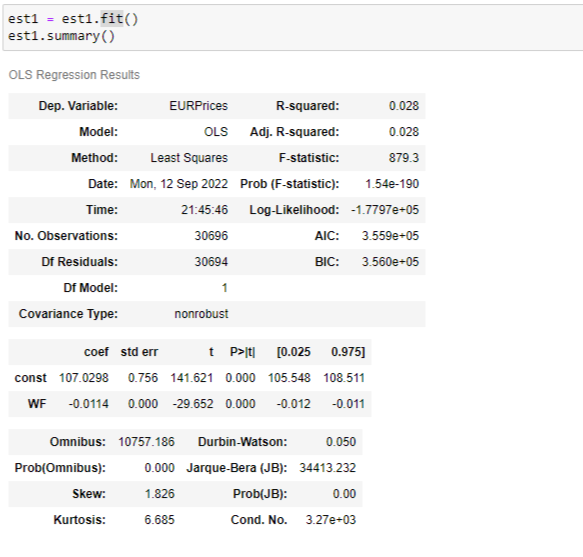 est1 = est1.fit()
est1.summary()
OLS Regression Results
Dep. Variable: EURPrices R-squared: 0.028
Model: OLS Adj. R-squared: 0.028
Method: Least Squares F-statistic: 879.3
Date: Mon, 12 Sep 2022 Prob (F-statistic): 1.54e-190
Time: 21:45:46 Log-Likelihood: -1.7797e+05
No. Observations: 30696 AIC: 3.559e+05
Df Residuals: 30694 BIC: 3.560e+05
Df Model: 1
Covariance Type: nonrobust
coef std err t P>|t| [0.025 0.975]
const 107.0298 0.756 141.621 0.000 105.548 108.511
WF -0.0114 0.000 -29.652 0.000 -0.012 -0.011
Omnibus: 10757.186 Durbin-Watson: 0.050
Prob(Omnibus): 0.000 Jarque-Bera (JB): 34413.232
Skew: 1.826 Prob(JB): 0.00
Kurtosis: 6.685 Cond. No. 3.27e+03